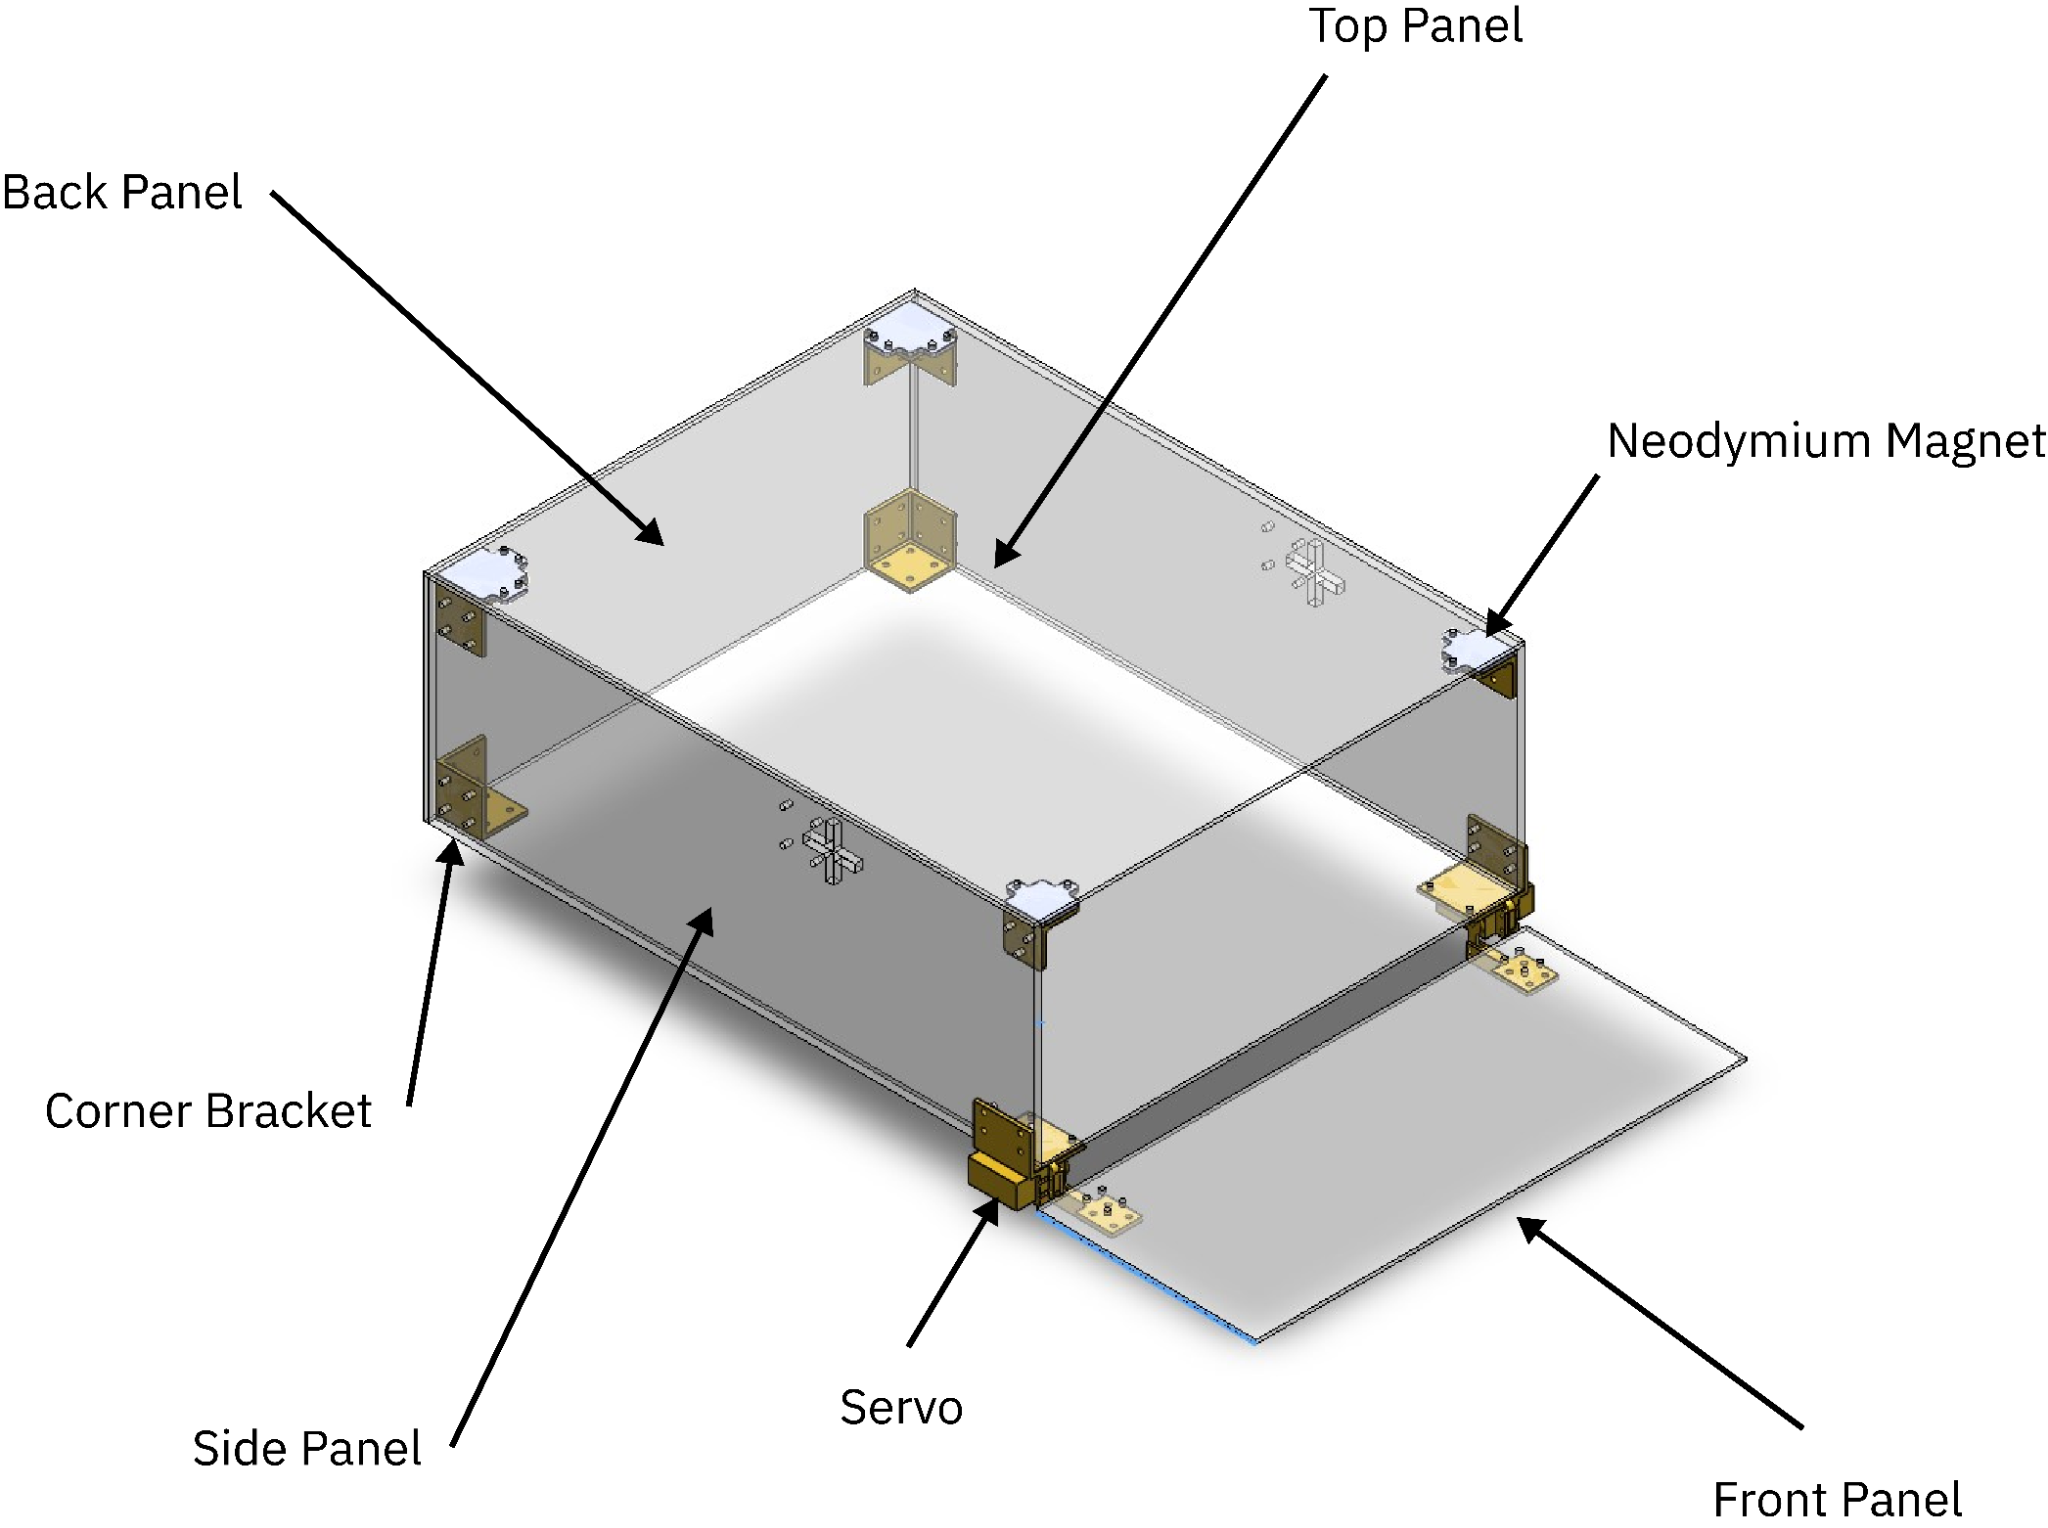 Top Panel
Back Panel
Neodymium Magnet
Corner Bracket
Servo
Side Panel
Front Panel